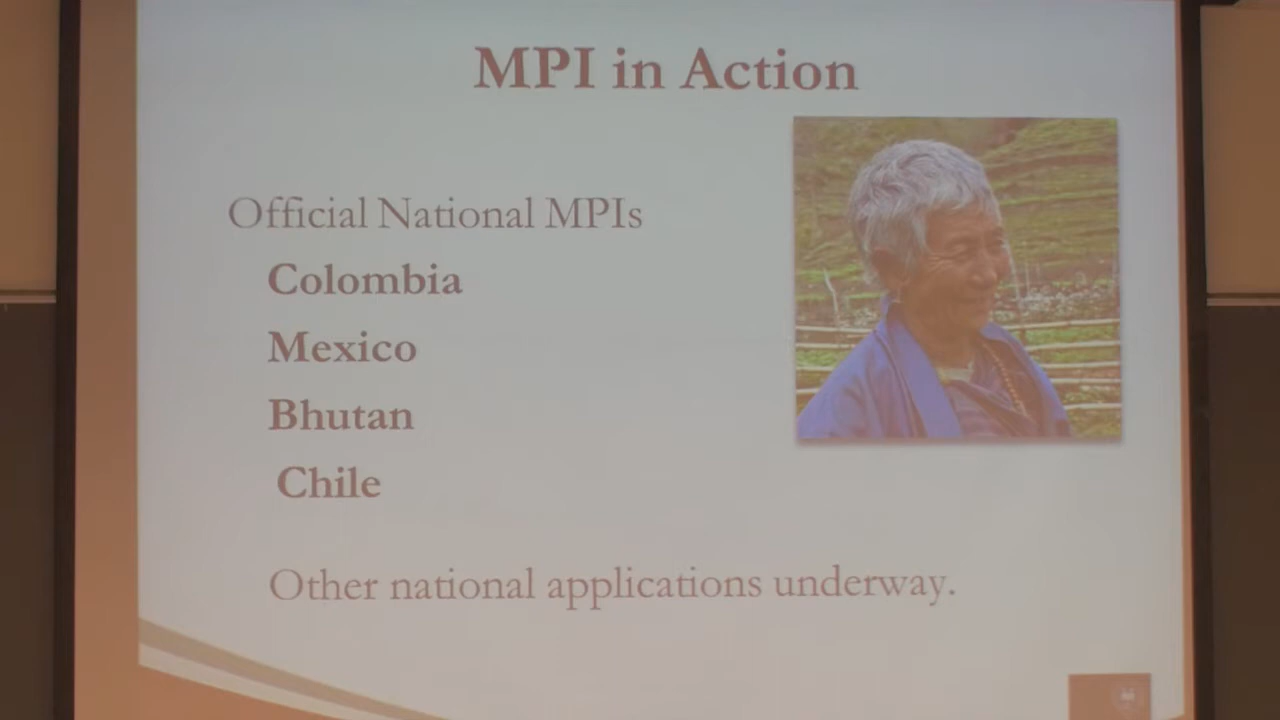 MPI in Action
Official National MPIs
Colombia
Mexico
Bhutan
Chile
Other national applications underway.